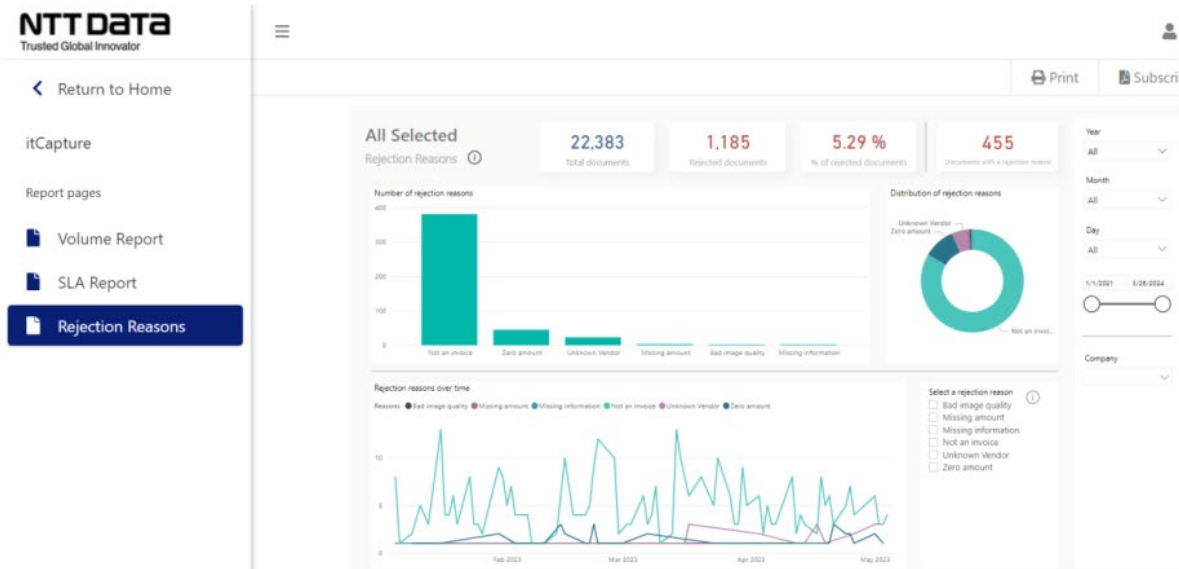 NTT DATA
Trusted Global Innovator
Return to Home
itCapture
Report pages
Volume Report
SLA Report
Rejection Reasons
Print
Subscri
All Selected
Rejection Reasons
22,383
Total documents
1,185
Rejected documents
5.29 %
% of rejected documents
455
Documents with a rejection reason
Year
All
Month
All
Day
All
1/1/2021 5/26/2024
Company
Number of rejection reasons
400
300
200
100
0
Not an invoice Zero amount Unknown Vendor Missing amount Bad image quality Missing information
Distribution of rejection reasons
Unknown Vendor
Zero amount
Not an invoi...
Rejection reasons over time
Reasons Bad image quality Missing amount Missing information Not an invoice Unknown Vendor Zero amount
10
5
0
Feb 2023 Mar 2023 Apr 2023 May 2023
Select a rejection reason
Bad image quality
Missing amount
Missing information
Not an invoice
Unknown Vendor
Zero amount